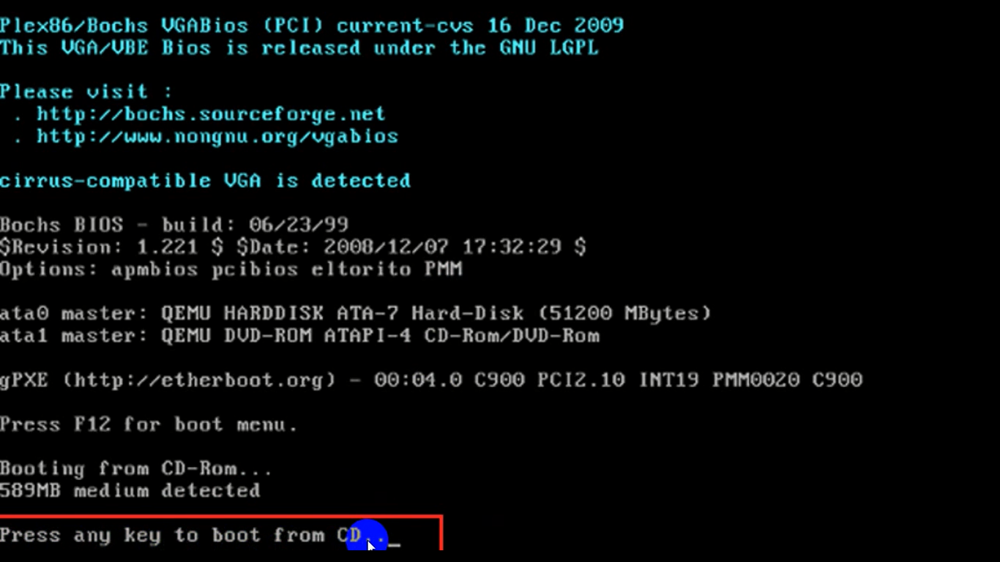 Plex86/Bochs VGABios (PCI) current-cvs 16 Dec 2009
This VGA/VBE Bios is released under the GNU LGPL
Please visit :
. http://bochs.sourceforge.net
. http://www.nongnu.org/vgabios
cirrus-compatible VGA is detected
Bochs BIOS - build: 06/23/99
$Revision: 1.221 $ $Date: 2008/12/07 17:32:29 $
Options: apmbios pcibios eltorito PMM
ata0 master: QEMU HARDDISK ATA-7 Hard-Disk (51200 MBytes)
ata1 master: QEMU DVD-ROM ATAPI-4 CD-Rom/DVD-Rom
gPXE (http://etherboot.org) - 00:04.0 C900 PCI2.10 INT19 PMM0020 C900
Press F12 for boot menu.
Booting from CD-Rom...
589MB medium detected
Press any key to boot from CD.._